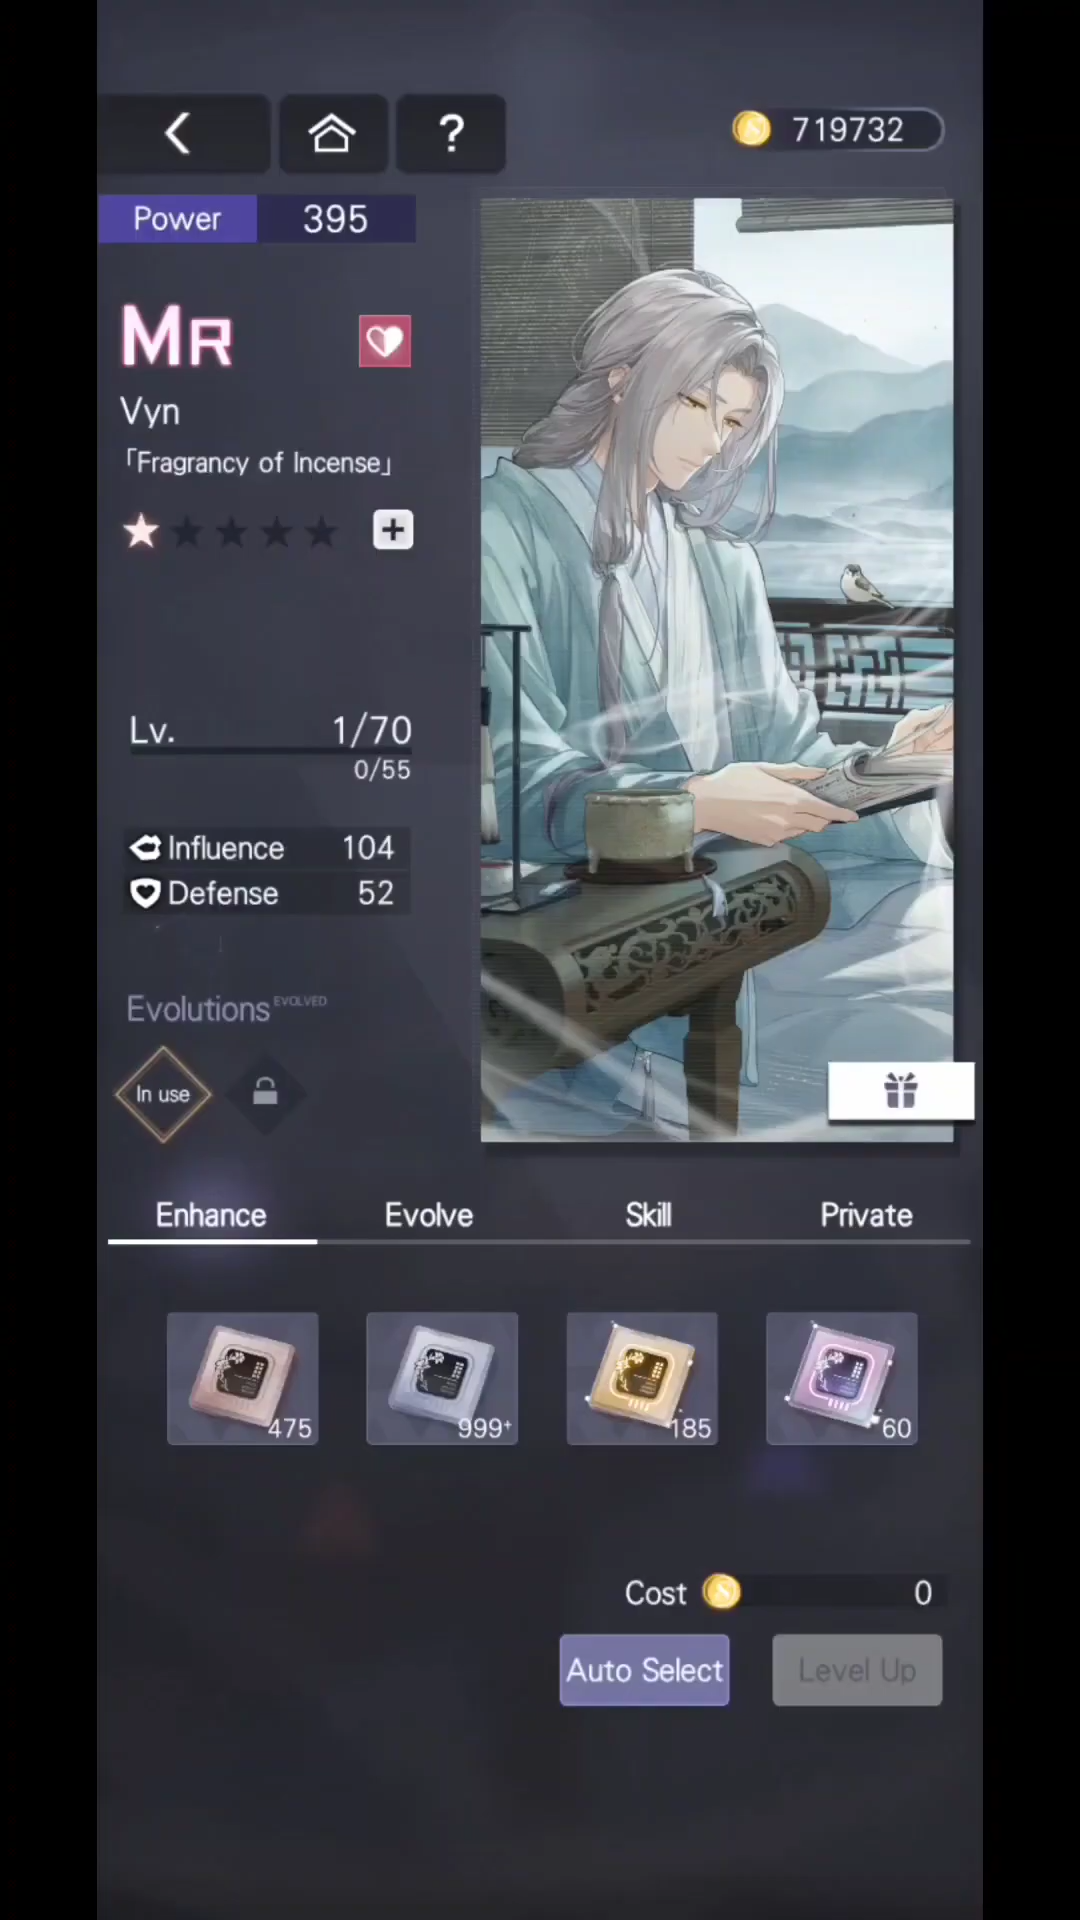 ?
719732
Power 395
MR
Vyn
「Fragrancy of Incense」
Lv. 1/70
0/55
Influence 104
Defense 52
Evolutions EVOLVED
In use
Enhance Evolve Skill Private
475 999+ 185 60
Cost 0
Auto Select Level Up